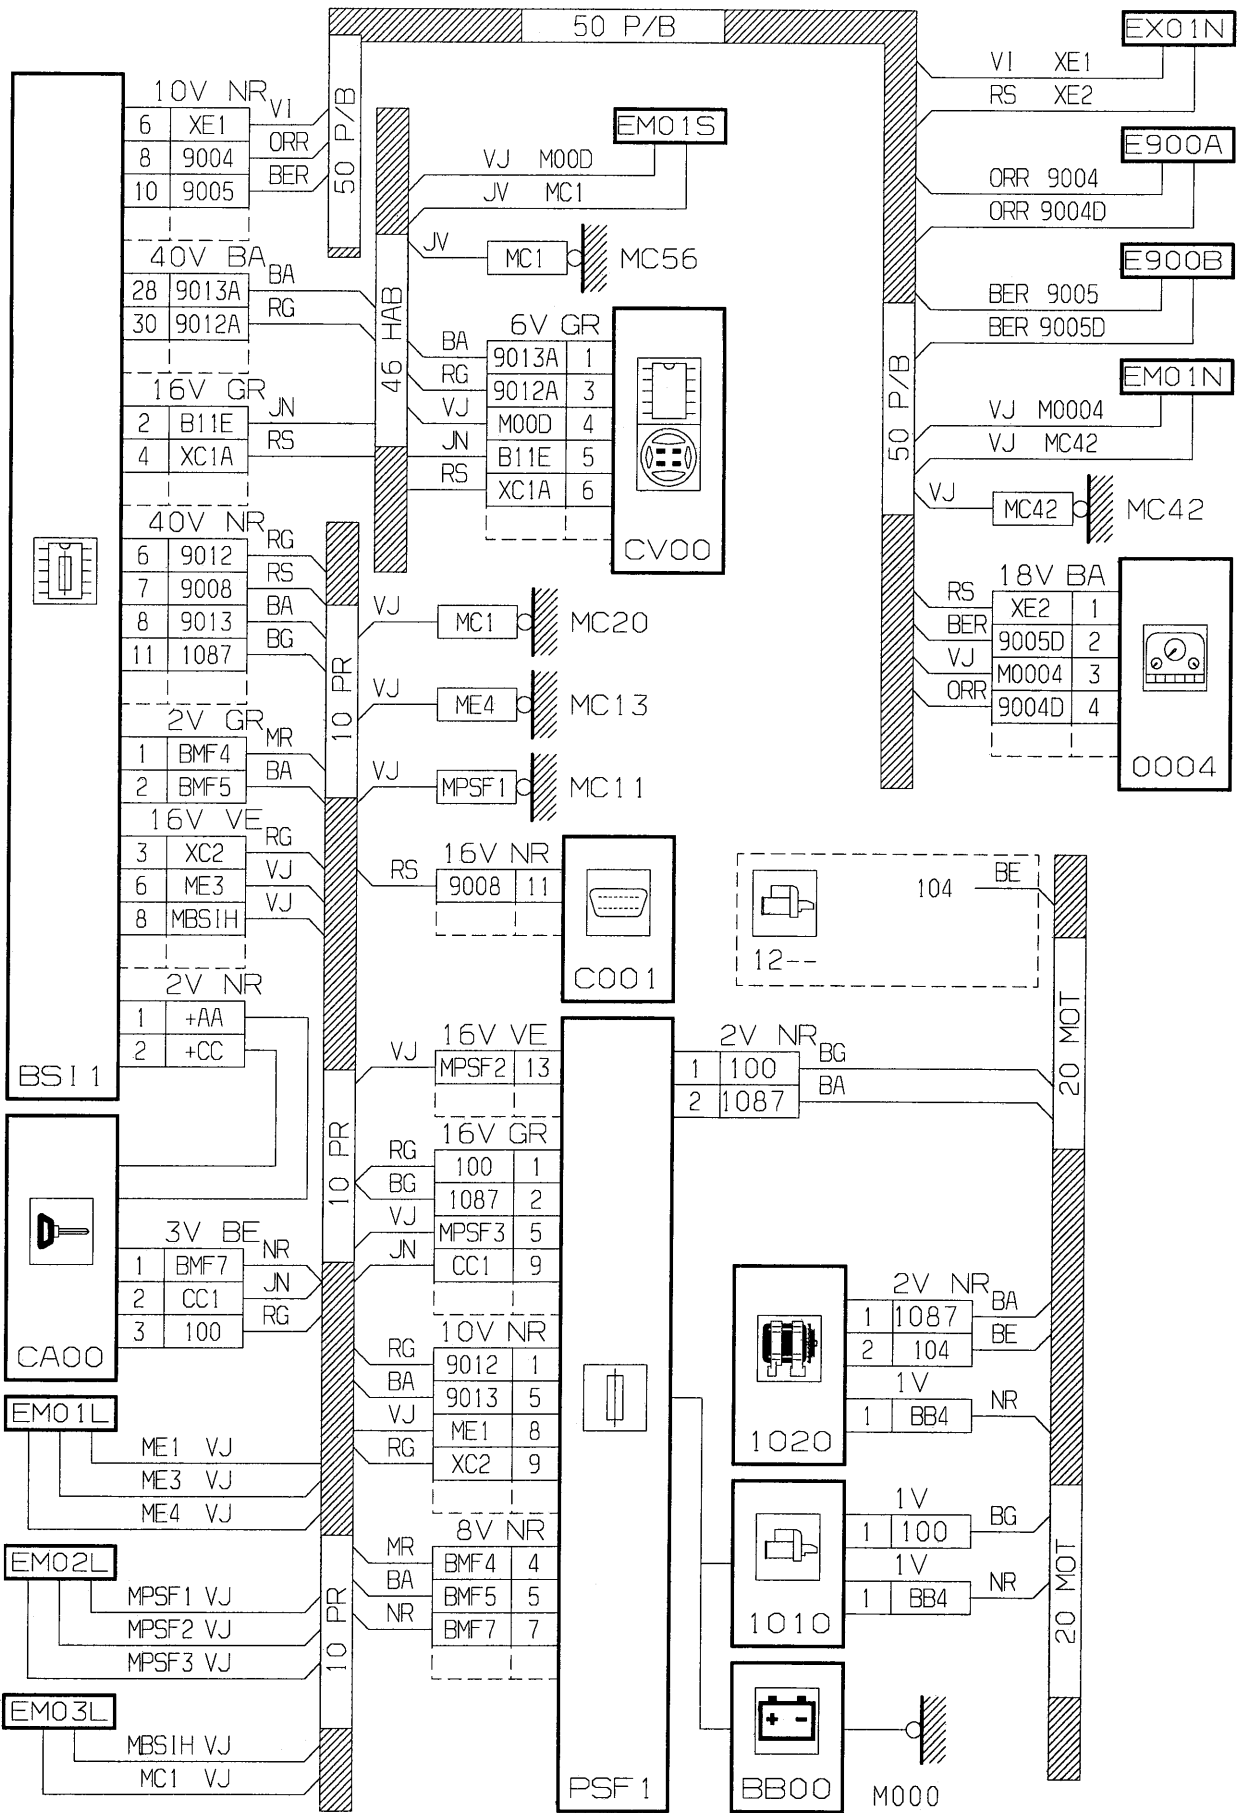 50 P/B
EX01N
VI XE1
RS XE2
10V NR
6 XE1 VI
8 9004 ORR
10 9005 BER
50 P/B
EM01S
VJ M00D
JV MC1
E900A
ORR 9004
ORR 9004D
JV MC1 MC56
E900B
BER 9005
BER 9005D
40V BA
28 9013A BA
30 9012A RG
46 HAB
6V GR
BA 9013A 1
RG 9012A 3
VJ M00D 4
JN B11E 5
RS XC1A 6
CV00
EM01N
VJ M0004
VJ MC42
50 P/B
VJ MC42 MC42
16V GR
2 B11E JN
4 XC1A RS
40V NR
6 9012 RG
7 9008 RS
8 9013 BA
11 1087 BG
10 PR
VJ MC1 MC20
VJ ME4 MC13
VJ MPSF1 MC11
18V BA
RS XE2 1
BER 9005D 2
VJ M0004 3
ORR 9004D 4
0004
2V GR
1 BMF4 MR
2 BMF5 BA
16V VE
3 XC2 RG
6 ME3 VJ
8 MBSIH VJ
16V NR
RS 9008 11
C001
104 BE
12--
2V NR
1 +AA
2 +CC
BSI1
20 MOT
16V VE
VJ MPSF2 13
2V NR
1 100 BG
2 1087 BA
10 PR
16V GR
RG 100 1
BG 1087 2
VJ MPSF3 5
JN CC1 9
3V BE
1 BMF7 NR
2 CC1 JN
3 100 RG
CA00
10V NR
RG 9012 1
BA 9013 5
VJ ME1 8
RG XC2 9
2V NR
1 1087 BA
2 104 BE
1V
1 BB4 NR
1020
EM01L
ME1 VJ
ME3 VJ
ME4 VJ
8V NR
MR BMF4 4
BA BMF5 5
NR BMF7 7
1V
1 100 BG
1V
1 BB4 NR
1010
20 MOT
EM02L
MPSF1 VJ
MPSF2 VJ
MPSF3 VJ
10 PR
EM03L
MBSIH VJ
MC1 VJ
PSF1
+ -
BB00
M000